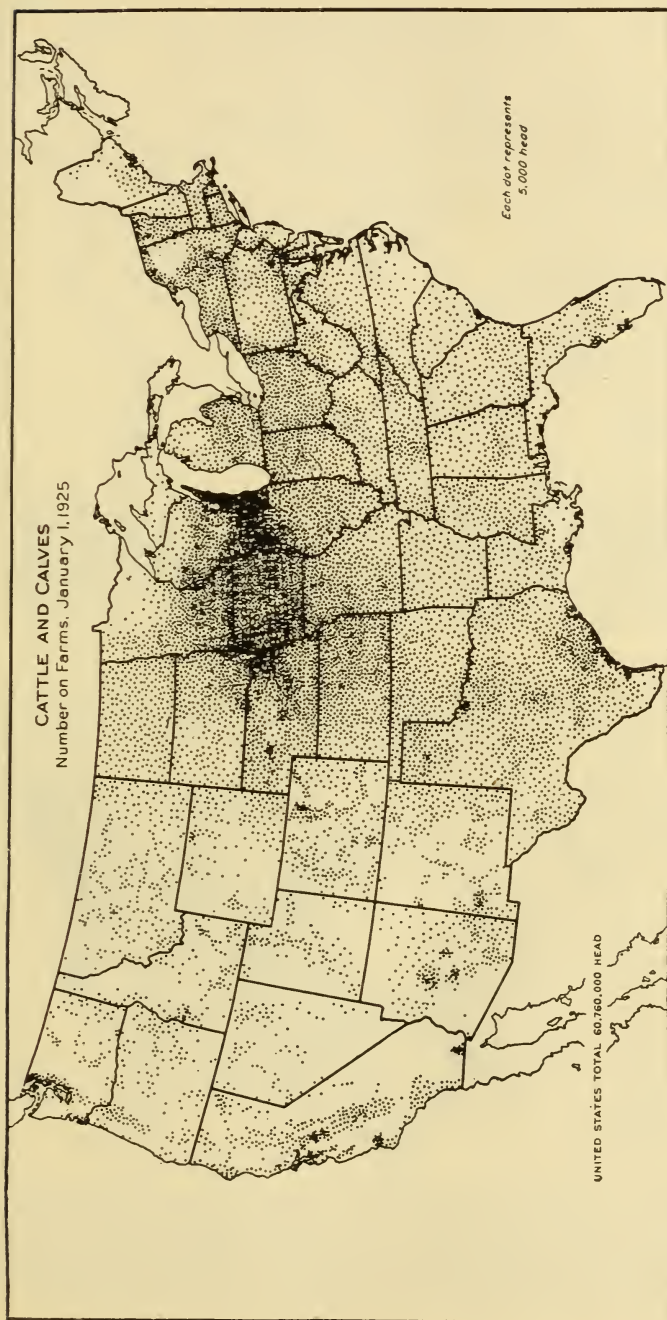 CATTLE AND CALVES
Number on Farms, January 1, 1925
Each dot represents
5,000 head
UNITED STATES TOTAL 60,760,000 HEAD